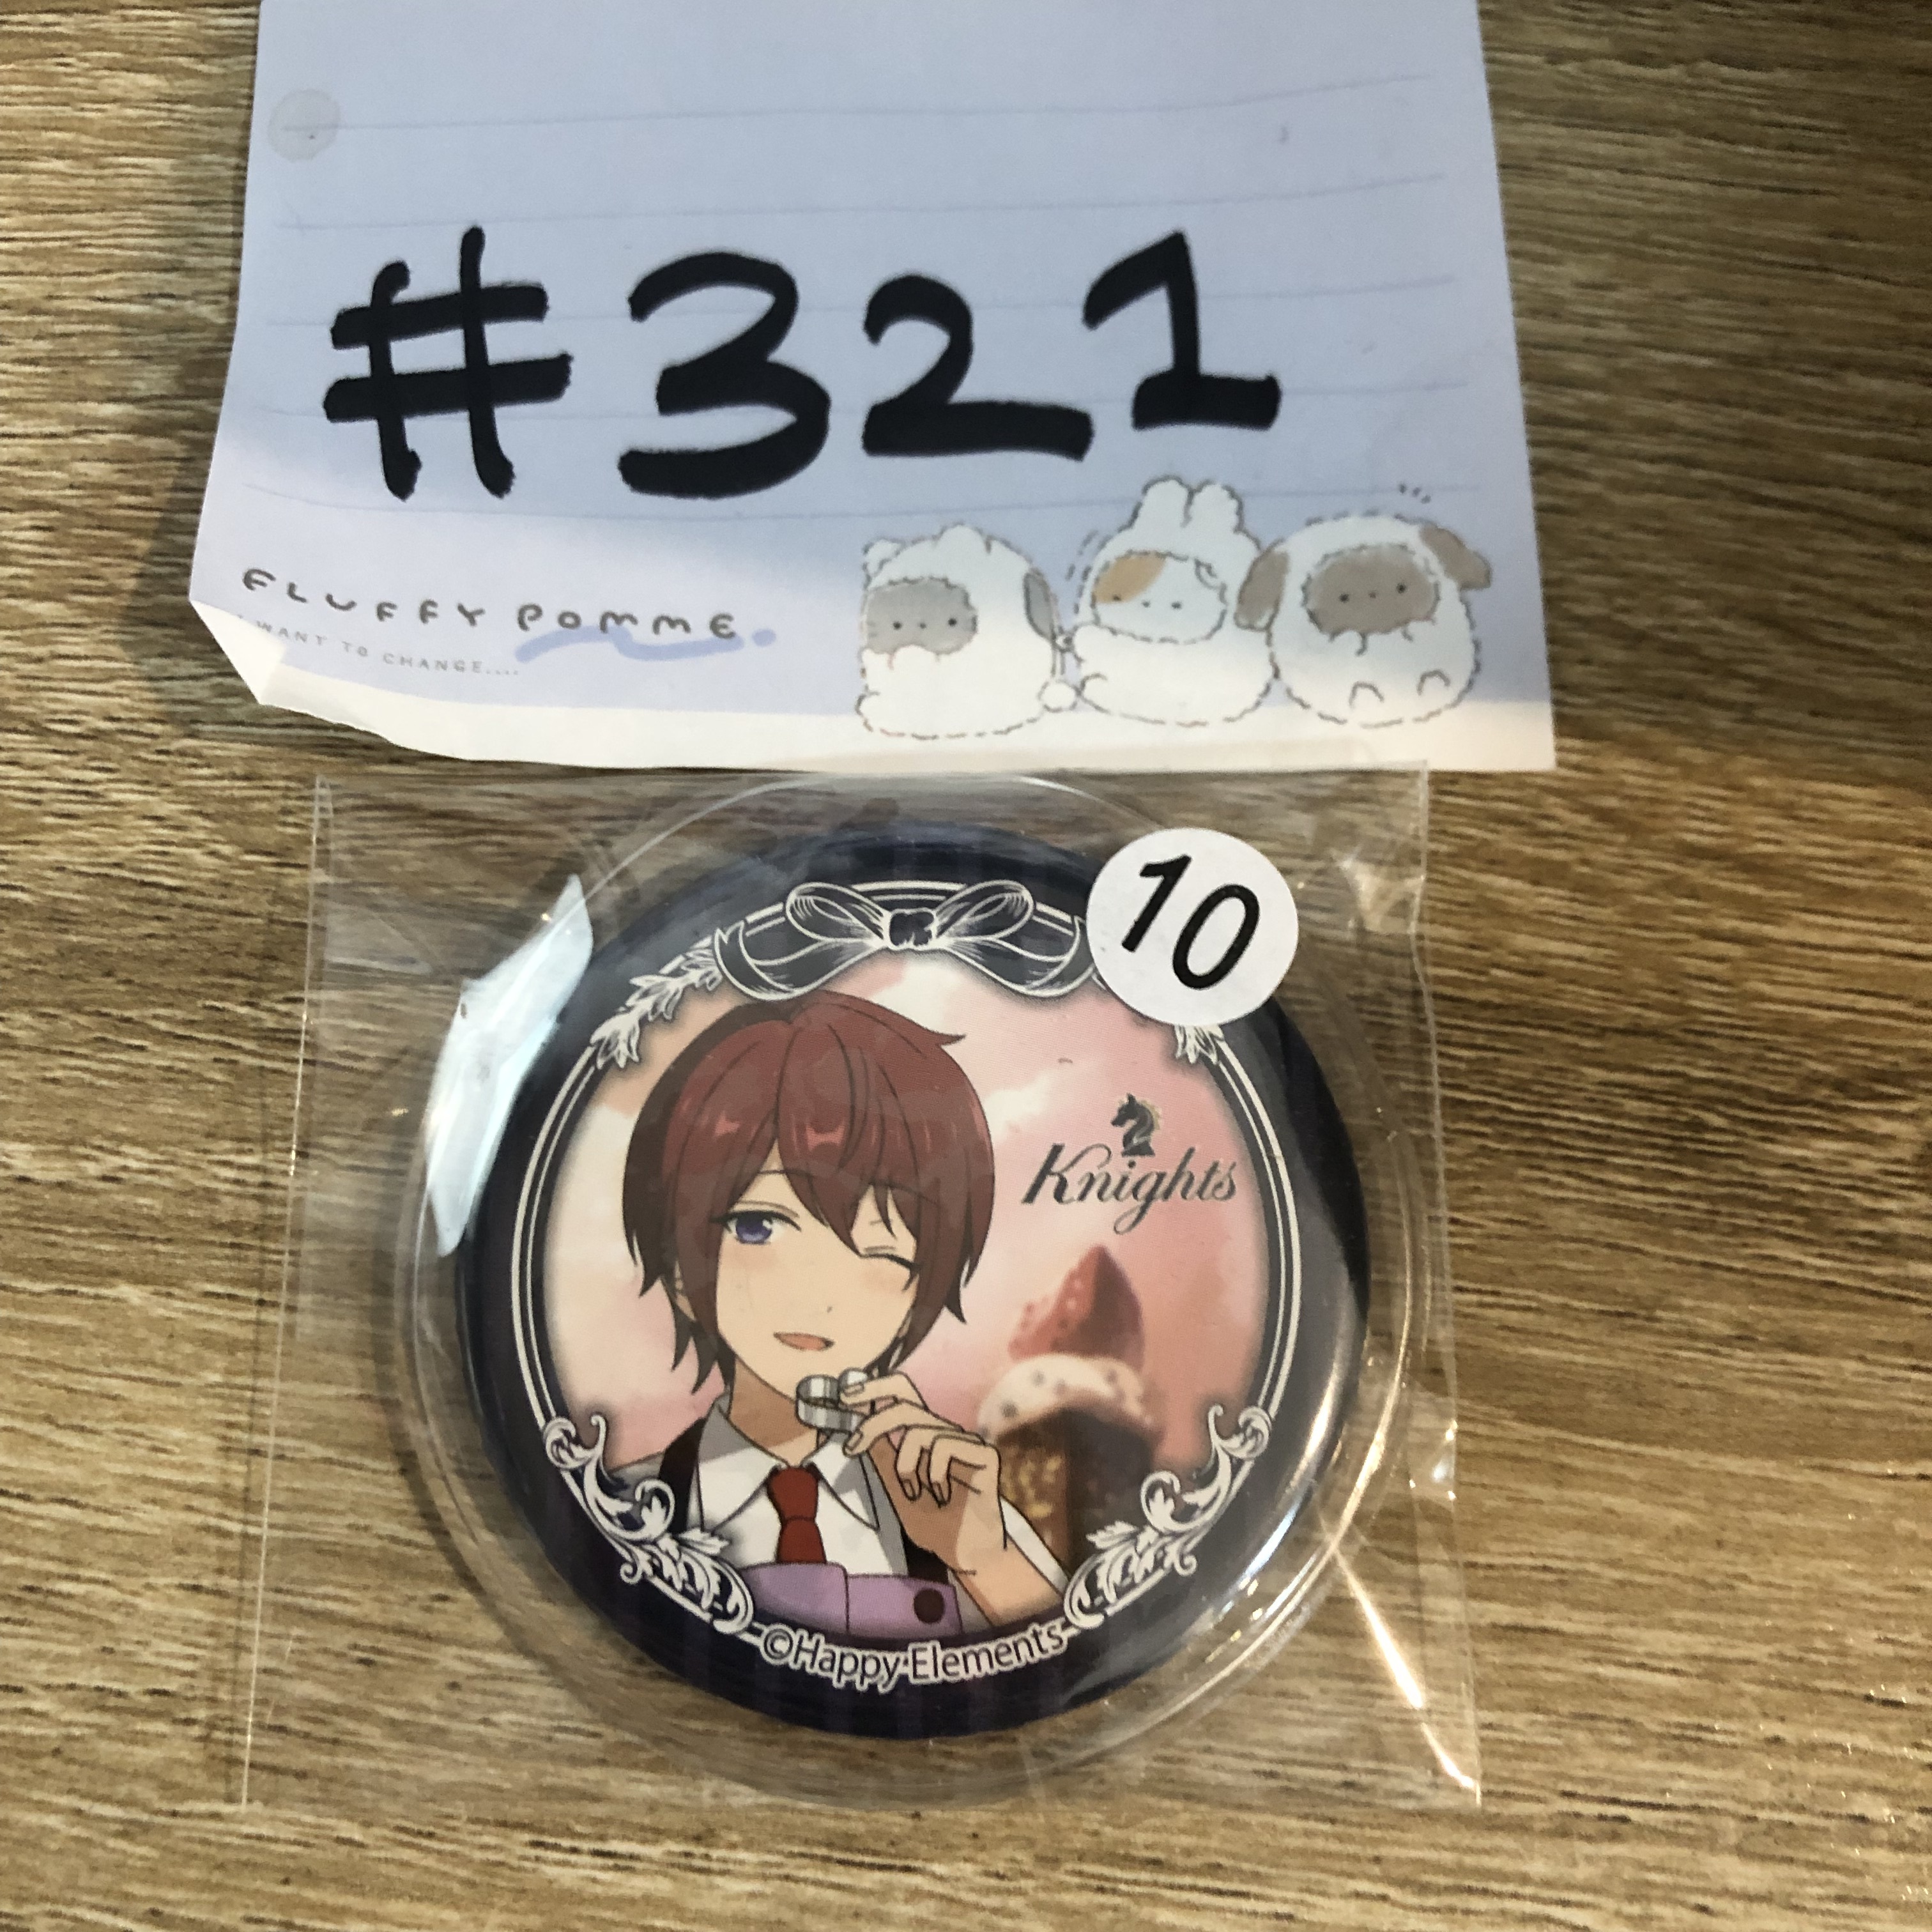 #321
FLUFFY POMME
I WANT TO CHANGE....
10
Knights
©Happy Elements